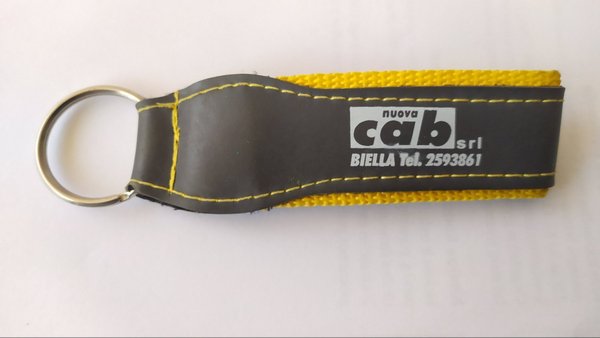 nuova
cab srl
BIELLA Tel. 2593861